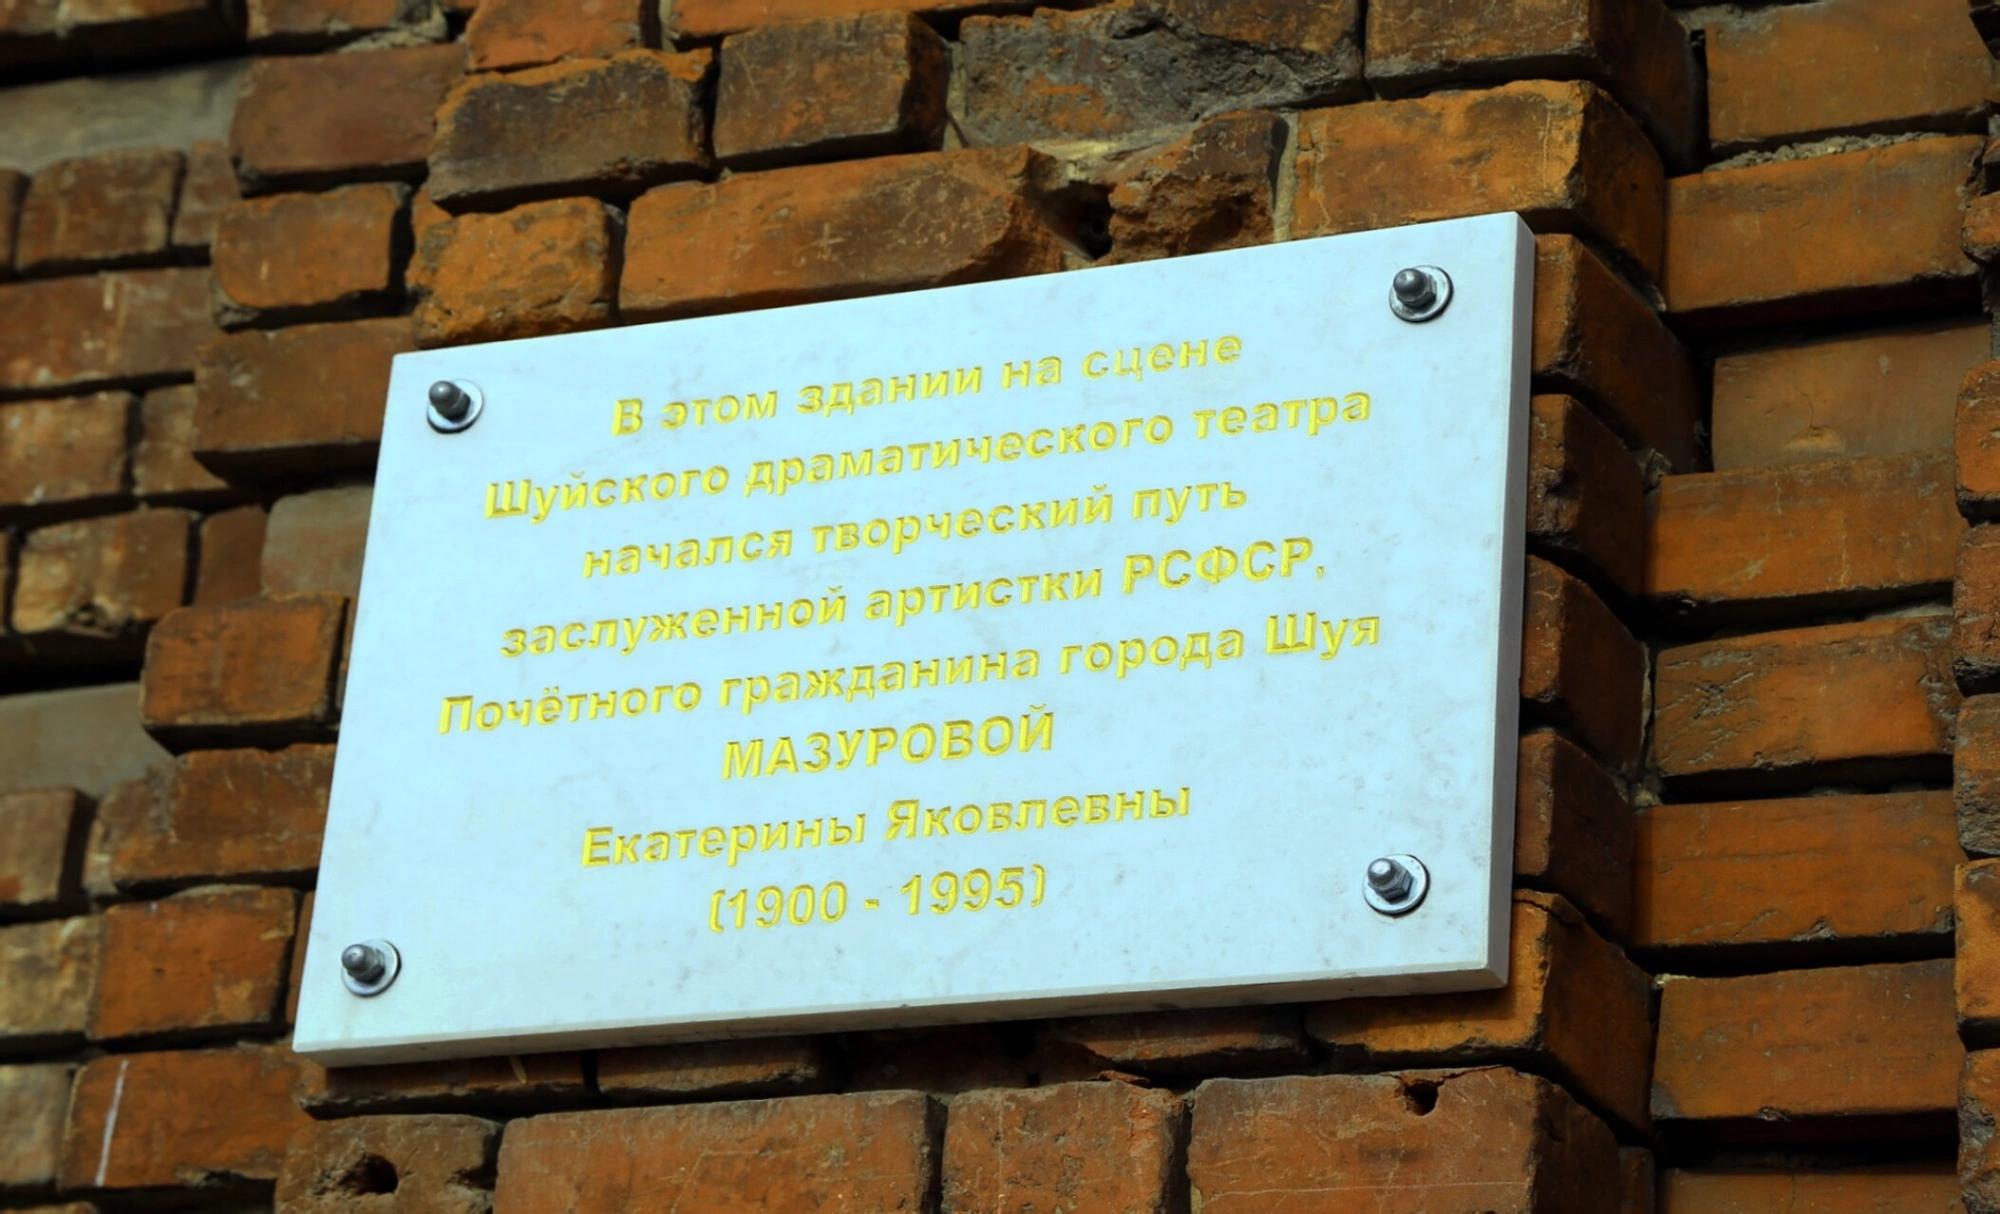 В этом здании на сцене
Шуйского драматического театра
начался творческий путь
заслуженной артистки РСФСР,
Почётного гражданина города Шуя
МАЗУРОВОЙ
Екатерины Яковлевны
(1900 - 1995)